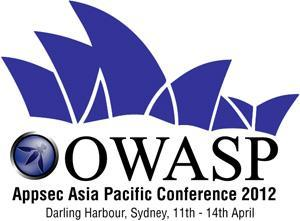 OWASP
Appsec Asia Pacific Conference 2012
Darling Harbour, Sydney, 11th - 14th April